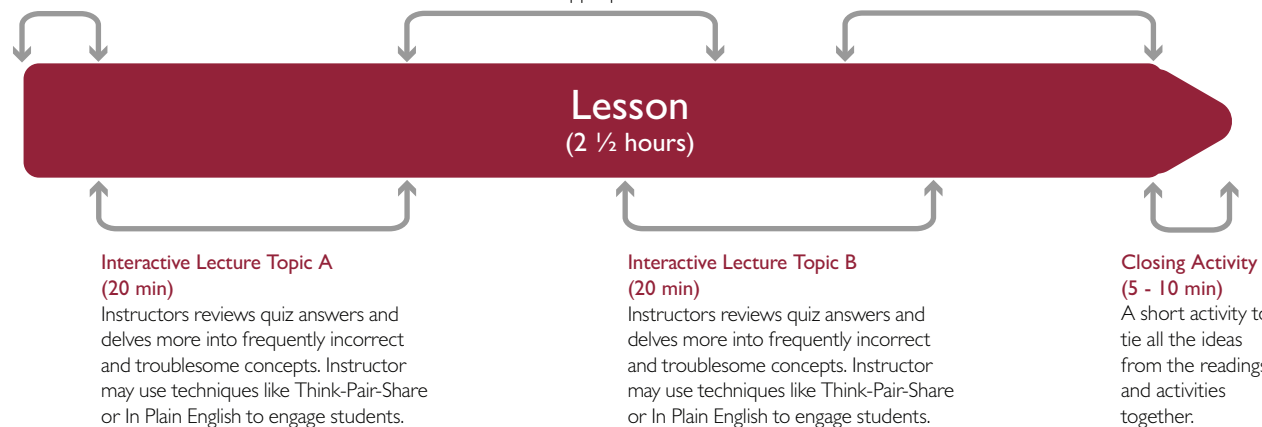 Lesson
(2 ½ hours)
Interactive Lecture Topic A
(20 min)
Instructors reviews quiz answers and
delves more into frequently incorrect
and troublesome concepts. Instructor
may use techniques like Think-Pair-Share
or In Plain English to engage students.
Interactive Lecture Topic B
(20 min)
Instructors reviews quiz answers and
delves more into frequently incorrect
and troublesome concepts. Instructor
may use techniques like Think-Pair-Share
or In Plain English to engage students.
Closing Activity
(5 - 10 min)
A short activity to
tie all the ideas
from the readings
and activities
together.